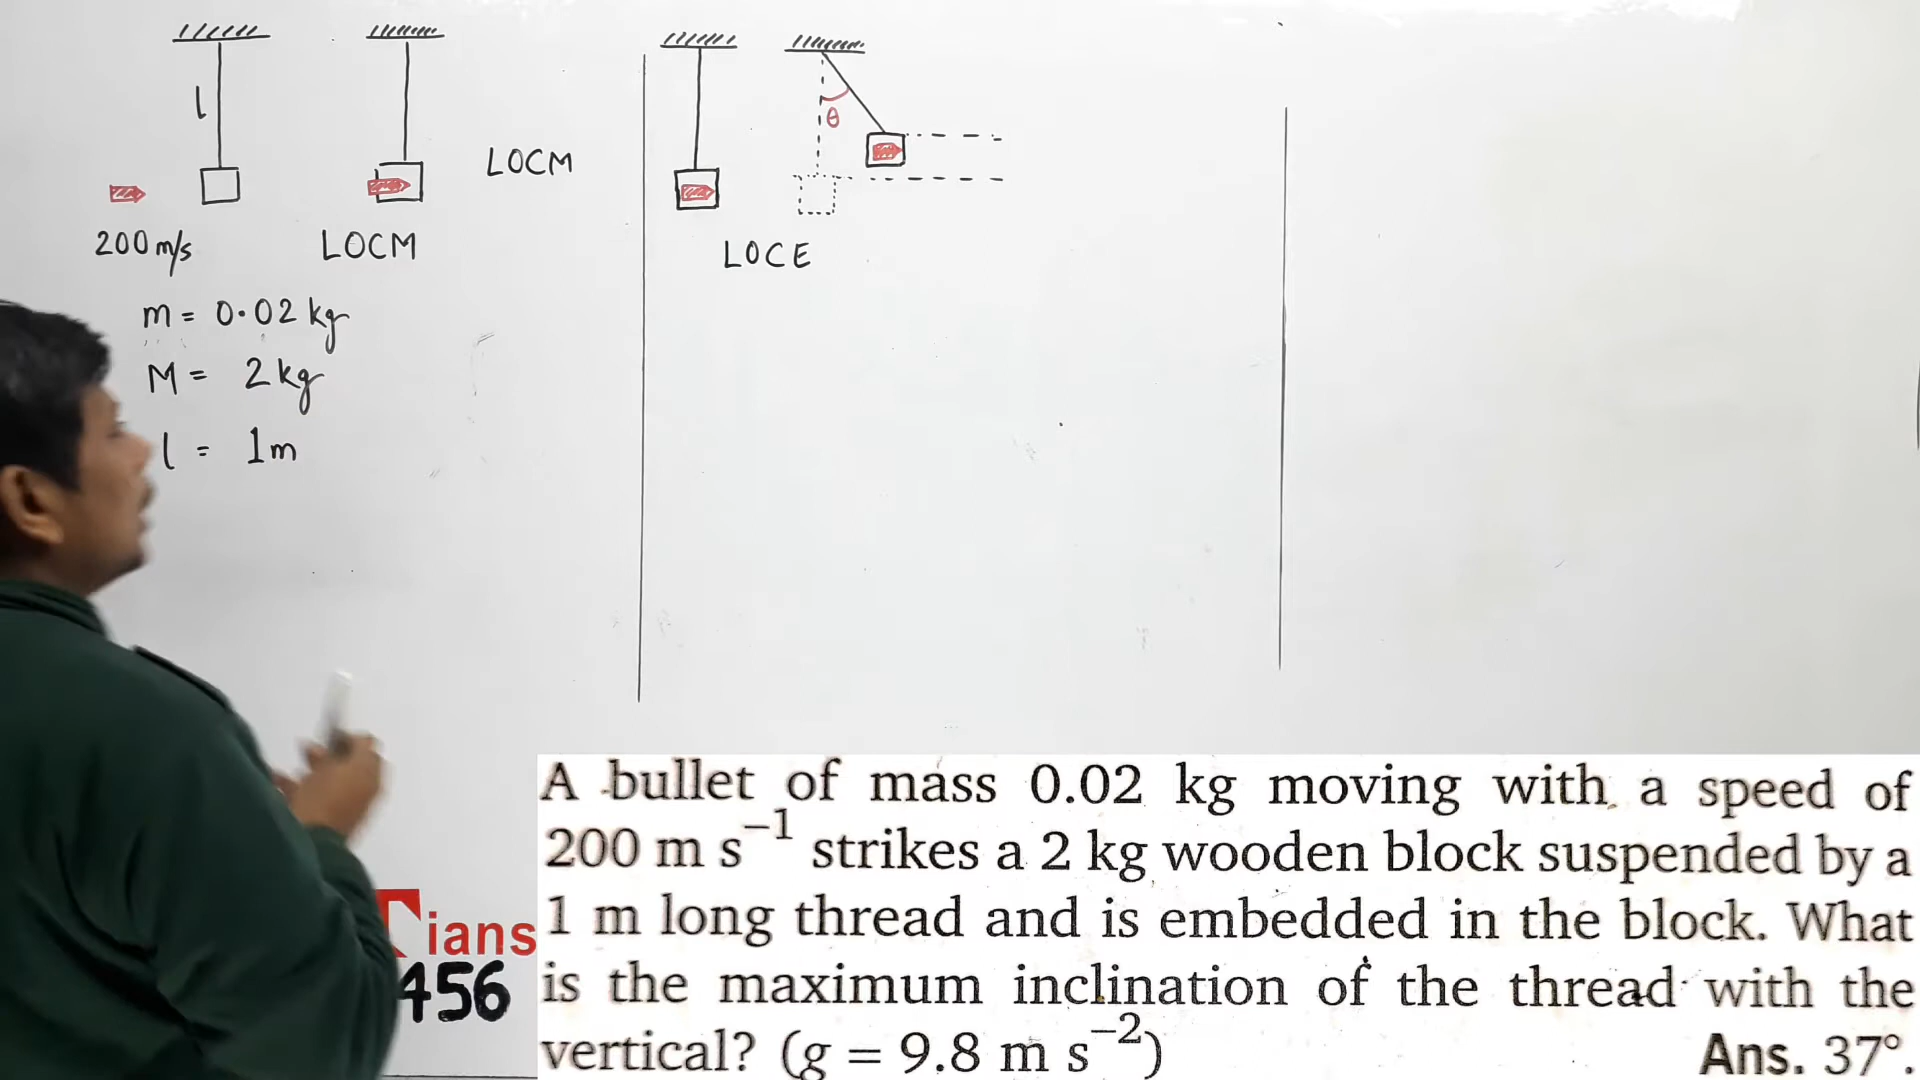 l
θ
LOCM
200 m/s
LOCM
LOCE
m = 0.02 kg
M = 2 kg
l = 1 m
A bullet of mass 0.02 kg moving with a speed of
200 m s⁻¹ strikes a 2 kg wooden block suspended by a
1 m long thread and is embedded in the block. What
is the maximum inclination of the thread with the
vertical? (g = 9.8 m s⁻²) Ans. 37°.
ians
456